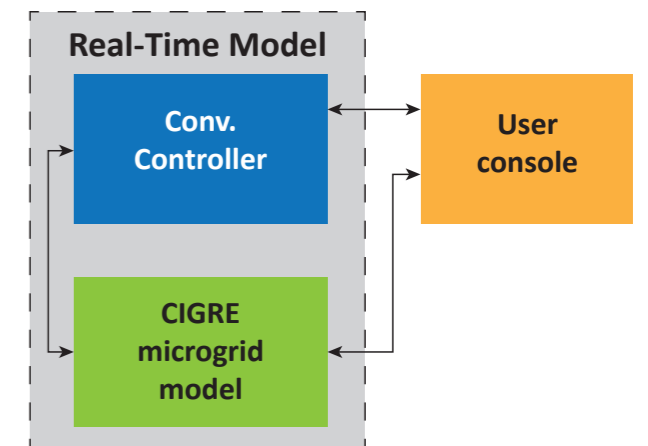 Real-Time Model
Conv.
Controller
User
console
CIGRE
microgrid
model